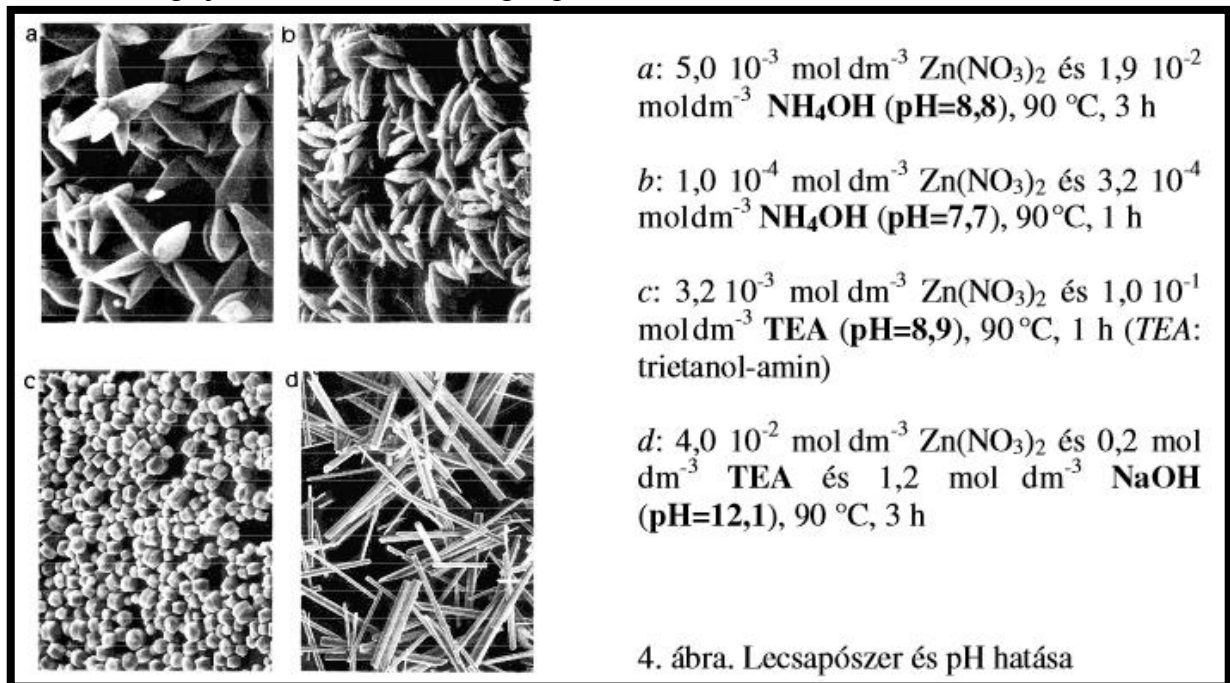 a
b
a: 5,0 10⁻³ mol dm⁻³ Zn(NO₃)₂ és 1,9 10⁻²
moldm⁻³ NH₄OH (pH=8,8), 90 °C, 3 h
b: 1,0 10⁻⁴ mol dm⁻³ Zn(NO₃)₂ és 3,2 10⁻⁴
moldm⁻³ NH₄OH (pH=7,7), 90 °C, 1 h
c: 3,2 10⁻³ mol dm⁻³ Zn(NO₃)₂ és 1,0 10⁻¹
moldm⁻³ TEA (pH=8,9), 90 °C, 1 h (TEA:
trietanol-amin)
c
d
d: 4,0 10⁻² mol dm⁻³ Zn(NO₃)₂ és 0,2 mol
dm⁻³ TEA és 1,2 mol dm⁻³ NaOH
(pH=12,1), 90 °C, 3 h
4. ábra. Lecsapószer és pH hatása